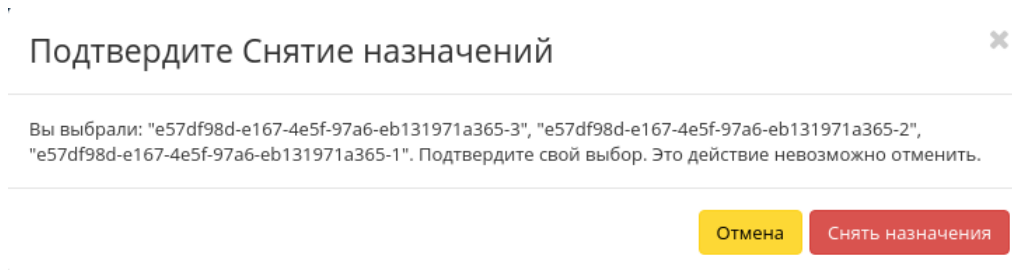 Подтвердите Снятие назначений
Вы выбрали: "e57df98d-e167-4e5f-97a6-eb131971a365-3", "e57df98d-e167-4e5f-97a6-eb131971a365-2",
"e57df98d-e167-4e5f-97a6-eb131971a365-1". Подтвердите свой выбор. Это действие невозможно отменить.
Отмена
Снять назначения